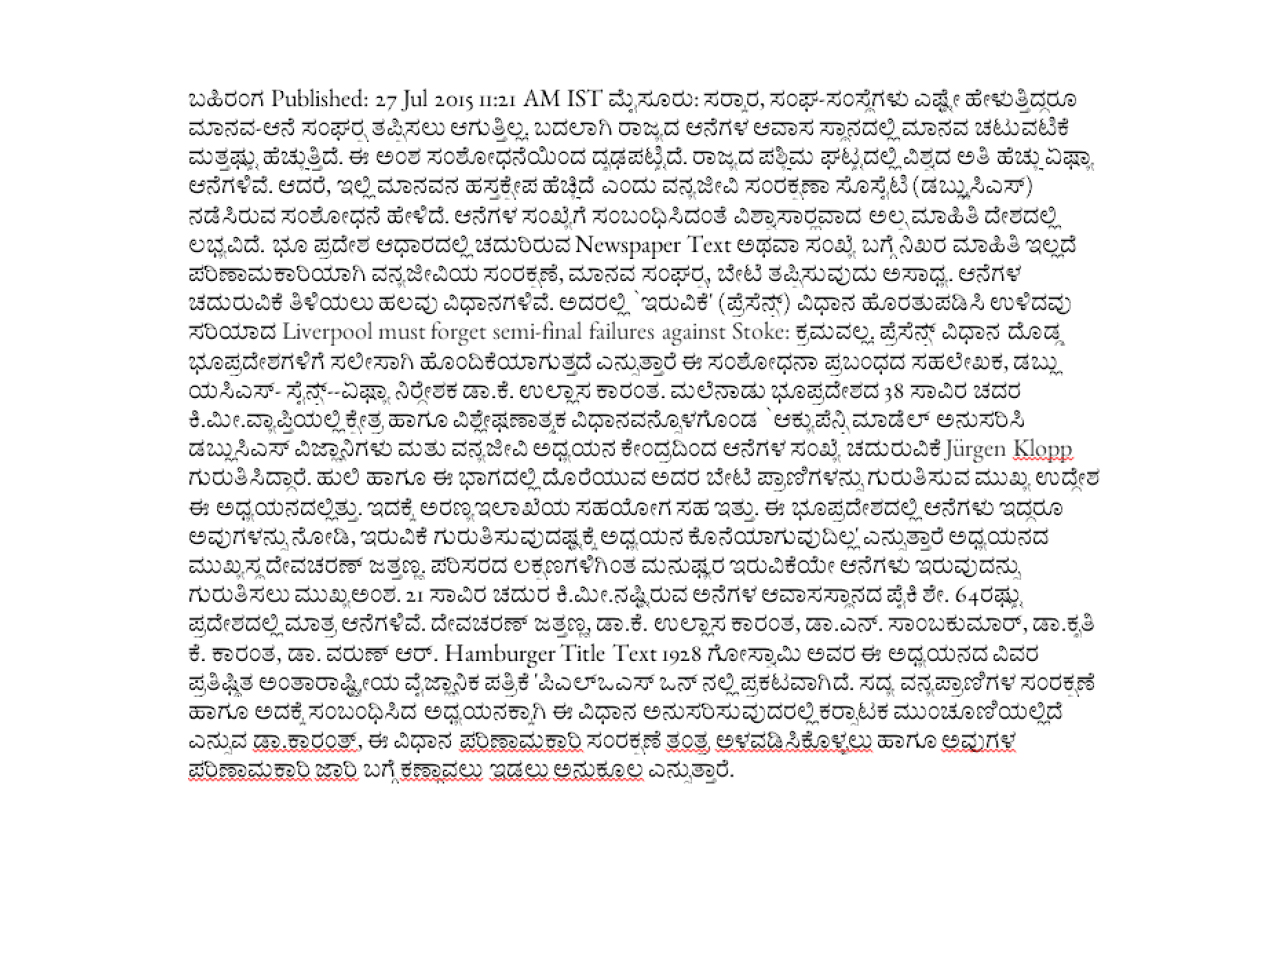 ಬಹಿರಂಗ Published: 27 Jul 2015 11:21 AM IST ಮೈಸೂರು: ಸರ್ಕಾರ, ಸಂಘ-ಸಂಸ್ಥೆಗಳು ಎಷ್ಟೇ ಹೇಳುತ್ತಿದ್ದರೂ
ಮಾನವ-ಆನೆ ಸಂಘರ್ಷ ತಪ್ಪಿಸಲು ಆಗುತ್ತಿಲ್ಲ. ಬದಲಾಗಿ ರಾಜ್ಯದ ಆನೆಗಳ ಆವಾಸ ಸ್ಥಾನದಲ್ಲಿ ಮಾನವ ಚಟುವಟಿಕೆ
ಮತ್ತಷ್ಟು ಹೆಚ್ಚುತ್ತಿದೆ. ಈ ಅಂಶ ಸಂಶೋಧನೆಯಿಂದ ದೃಢಪಟ್ಟಿದೆ. ರಾಜ್ಯದ ಪಶ್ಚಿಮ ಘಟ್ಟದಲ್ಲಿ ವಿಶ್ವದ ಅತಿ ಹೆಚ್ಚು ಏಷ್ಯಾ
ಆನೆಗಳಿವೆ. ಆದರೆ, ಇಲ್ಲಿ ಮಾನವನ ಹಸ್ತಕ್ಷೇಪ ಹೆಚ್ಚಿದೆ ಎಂದು ವನ್ಯಜೀವಿ ಸಂರಕ್ಷಣಾ ಸೊಸೈಟಿ (ಡಬ್ಲ್ಯುಸಿಎಸ್)
ನಡೆಸಿರುವ ಸಂಶೋಧನೆ ಹೇಳಿದೆ. ಆನೆಗಳ ಸಂಖ್ಯೆಗೆ ಸಂಬಂಧಿಸಿದಂತೆ ವಿಶ್ವಾಸಾರ್ಹವಾದ ಅಲ್ಪ ಮಾಹಿತಿ ದೇಶದಲ್ಲಿ
ಲಭ್ಯವಿದೆ. ಭೂ ಪ್ರದೇಶ ಆಧಾರದಲ್ಲಿ ಚದುರಿರುವ Newspaper Text ಅಥವಾ ಸಂಖ್ಯೆ ಬಗ್ಗೆ ನಿಖರ ಮಾಹಿತಿ ಇಲ್ಲದೆ
ಪರಿಣಾಮಕಾರಿಯಾಗಿ ವನ್ಯಜೀವಿಯ ಸಂರಕ್ಷಣೆ, ಮಾನವ ಸಂಘರ್ಷ, ಬೇಟೆ ತಪ್ಪಿಸುವುದು ಅಸಾಧ್ಯ. ಆನೆಗಳ
ಚದುರುವಿಕೆ ತಿಳಿಯಲು ಹಲವು ವಿಧಾನಗಳಿವೆ. ಅದರಲ್ಲಿ `ಇರುವಿಕೆ' (ಪ್ರೆಸೆನ್ಸ್) ವಿಧಾನ ಹೊರತುಪಡಿಸಿ ಉಳಿದವು
ಸರಿಯಾದ Liverpool must forget semi-final failures against Stoke: ಕ್ರಮವಲ್ಲ. ಪ್ರೆಸೆನ್ಸ್ ವಿಧಾನ ದೊಡ್ಡ
ಭೂಪ್ರದೇಶಗಳಿಗೆ ಸಲೀಸಾಗಿ ಹೊಂದಿಕೆಯಾಗುತ್ತದೆ ಎನ್ನುತ್ತಾರೆ ಈ ಸಂಶೋಧನಾ ಪ್ರಬಂಧದ ಸಹಲೇಖಕ, ಡಬ್ಲು
ಯಸಿಎಸ್- ಸೈನ್ಸ್--ಏಷ್ಯಾ ನಿರ್ದೇಶಕ ಡಾ.ಕೆ. ಉಲ್ಲಾಸ ಕಾರಂತ. ಮಲೆನಾಡು ಭೂಪ್ರದೇಶದ 38 ಸಾವಿರ ಚದರ
ಕಿ.ಮೀ.ವ್ಯಾಪ್ತಿಯಲ್ಲಿ ಕ್ಷೇತ್ರ ಹಾಗೂ ವಿಶ್ಲೇಷಣಾತ್ಮಕ ವಿಧಾನವನ್ನೊಳಗೊಂಡ `ಆಕ್ಯುಪೆನ್ಸಿ ಮಾಡೆಲ್ ಅನುಸರಿಸಿ
ಡಬ್ಲುಸಿಎಸ್ ವಿಜ್ಞಾನಿಗಳು ಮತು ವನ್ಯಜೀವಿ ಅಧ್ಯಯನ ಕೇಂದ್ರದಿಂದ ಆನೆಗಳ ಸಂಖ್ಯೆ ಚದುರುವಿಕೆ Jürgen Klopp
ಗುರುತಿಸಿದ್ದಾರೆ. ಹುಲಿ ಹಾಗೂ ಈ ಭಾಗದಲ್ಲಿ ದೊರೆಯುವ ಅದರ ಬೇಟೆ ಪ್ರಾಣಿಗಳನ್ನು ಗುರುತಿಸುವ ಮುಖ್ಯ ಉದ್ದೇಶ
ಈ ಅಧ್ಯಯನದಲ್ಲಿತ್ತು. ಇದಕ್ಕೆ ಅರಣ್ಯಇಲಾಖೆಯ ಸಹಯೋಗ ಸಹ ಇತ್ತು. ಈ ಭೂಪ್ರದೇಶದಲ್ಲಿ ಆನೆಗಳು ಇದ್ದರೂ
ಅವುಗಳನ್ನು ನೋಡಿ, ಇರುವಿಕೆ ಗುರುತಿಸುವುದಷ್ಟಕ್ಕೆ ಅಧ್ಯಯನ ಕೊನೆಯಾಗುವುದಿಲ್ಲ' ಎನ್ನುತ್ತಾರೆ ಅಧ್ಯಯನದ
ಮುಖ್ಯಸ್ಥ ದೇವಚರಣ್ ಜತ್ತಣ್ಣ. ಪರಿಸರದ ಲಕ್ಷಣಗಳಿಗಿಂತ ಮನುಷ್ಯರ ಇರುವಿಕೆಯೇ ಆನೆಗಳು ಇರುವುದನ್ನು
ಗುರುತಿಸಲು ಮುಖ್ಯಅಂಶ. 21 ಸಾವಿರ ಚದುರ ಕಿ.ಮೀ.ನಷ್ಟಿರುವ ಅನೆಗಳ ಆವಾಸಸ್ಥಾನದ ಪೈಕಿ ಶೇ. 64ರಷ್ಟು
ಪ್ರದೇಶದಲ್ಲಿ ಮಾತ್ರ ಆನೆಗಳಿವೆ. ದೇವಚರಣ್ ಜತ್ತಣ್ಣ, ಡಾ.ಕೆ. ಉಲ್ಲಾಸ ಕಾರಂತ, ಡಾ.ಎನ್. ಸಾಂಬಕುಮಾರ್, ಡಾ.ಕೃತಿ
ಕೆ. ಕಾರಂತ, ಡಾ. ವರುಣ್ ಆರ್. Hamburger Title Text 1928 ಗೋಸ್ವಾಮಿ ಅವರ ಈ ಅಧ್ಯಯನದ ವಿವರ
ಪ್ರತಿಷ್ಠಿತ ಅಂತಾರಾಷ್ಟ್ರೀಯ ವೈಜ್ಞಾನಿಕ ಪತ್ರಿಕೆ 'ಪಿಎಲ್ಒಎಸ್ ಒನ್ ನಲ್ಲಿ ಪ್ರಕಟವಾಗಿದೆ. ಸದ್ಯ ವನ್ಯಪ್ರಾಣಿಗಳ ಸಂರಕ್ಷಣೆ
ಹಾಗೂ ಅದಕ್ಕೆ ಸಂಬಂಧಿಸಿದ ಅಧ್ಯಯನಕ್ಕಾಗಿ ಈ ವಿಧಾನ ಅನುಸರಿಸುವುದರಲ್ಲಿ ಕರ್ನಾಟಕ ಮುಂಚೂಣಿಯಲ್ಲಿದೆ
ಎನ್ನುವ ಡಾ.ಕಾರಂತ್, ಈ ವಿಧಾನ ಪರಿಣಾಮಕಾರಿ ಸಂರಕ್ಷಣೆ ತಂತ್ರ ಅಳವಡಿಸಿಕೊಳ್ಳಲು ಹಾಗೂ ಅವುಗಳ
ಪರಿಣಾಮಕಾರಿ ಜಾರಿ ಬಗ್ಗೆ ಕಣ್ಗಾವಲು ಇಡಲು ಅನುಕೂಲ ಎನ್ನುತ್ತಾರೆ.